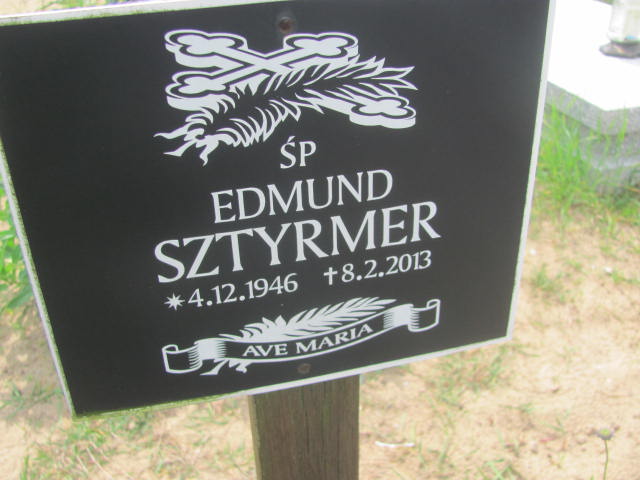 ŚP
EDMUND
SZTYRMER
✷4.12.1946 ✝8.2.2013
AVE MARIA